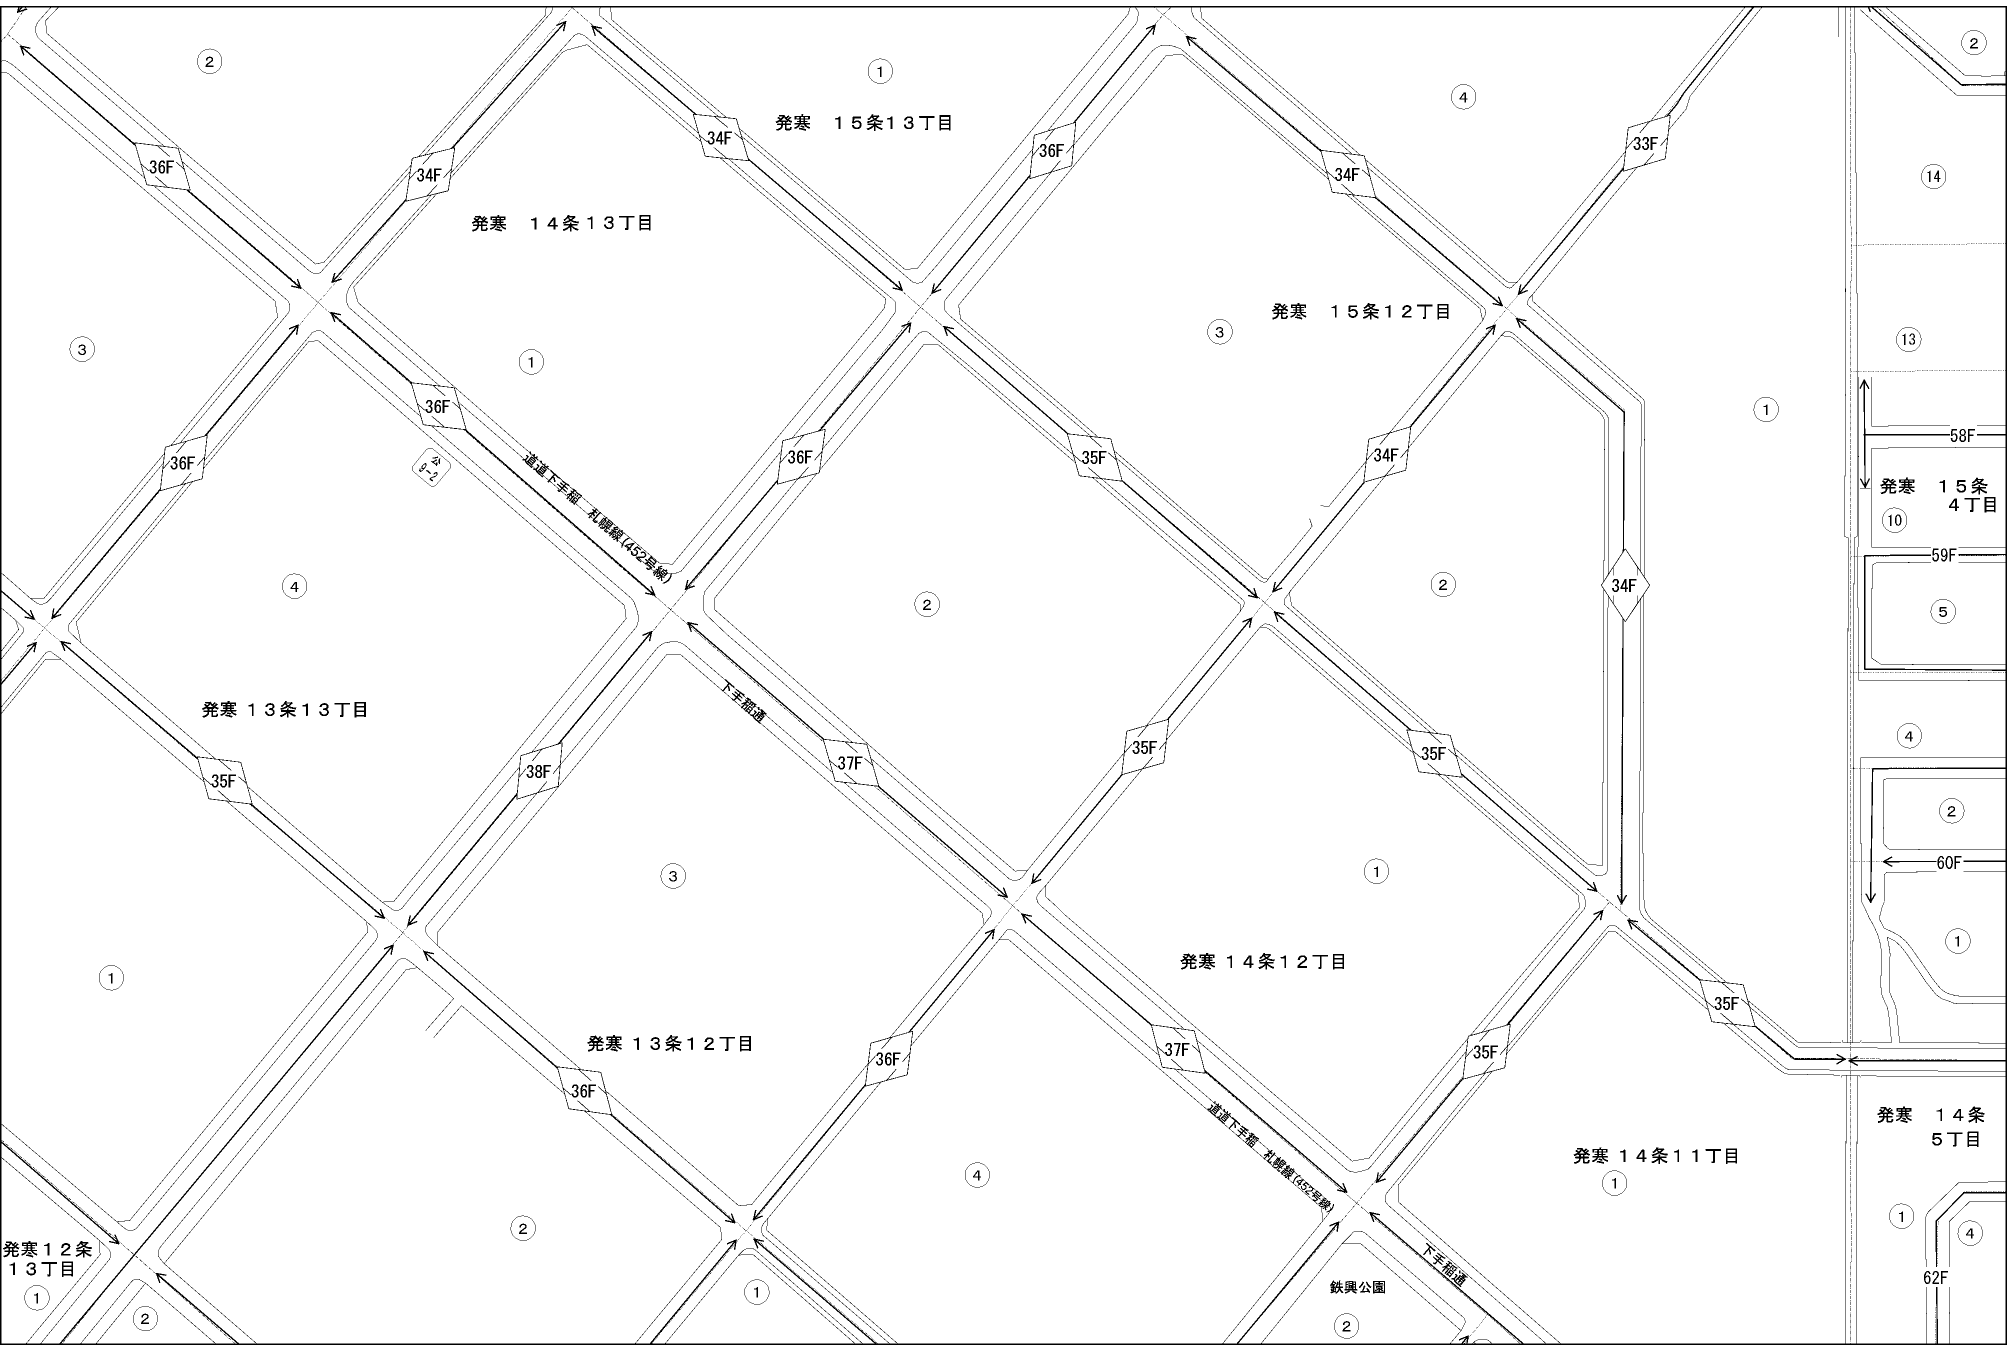 ②
②
①
④
発寒　１５条１３丁目
34F
36F
33F
36F
34F
34F
⑭
発寒　１４条１３丁目
発寒　１５条１２丁目
③
⑬
③
①
36F
①
58F
36F
公
9-2
36F
35F
34F
道道下手稲　札幌線(452号線)
発寒　１５条
４丁目
⑩
59F
④
②
②
34F
⑤
発寒 １３条１３丁目
下手稲通
④
35F
38F
37F
35F
35F
②
60F
①
③
①
①
発寒 １４条１２丁目
35F
発寒 １３条１２丁目
36F
36F
37F
35F
道道下手稲　札幌線(452号線)
発寒　１４条
５丁目
発寒 １４条１１丁目
①
④
②
①
④
発寒１２条
１３丁目
①
②
①
鉄興公園
②
下手稲通
62F